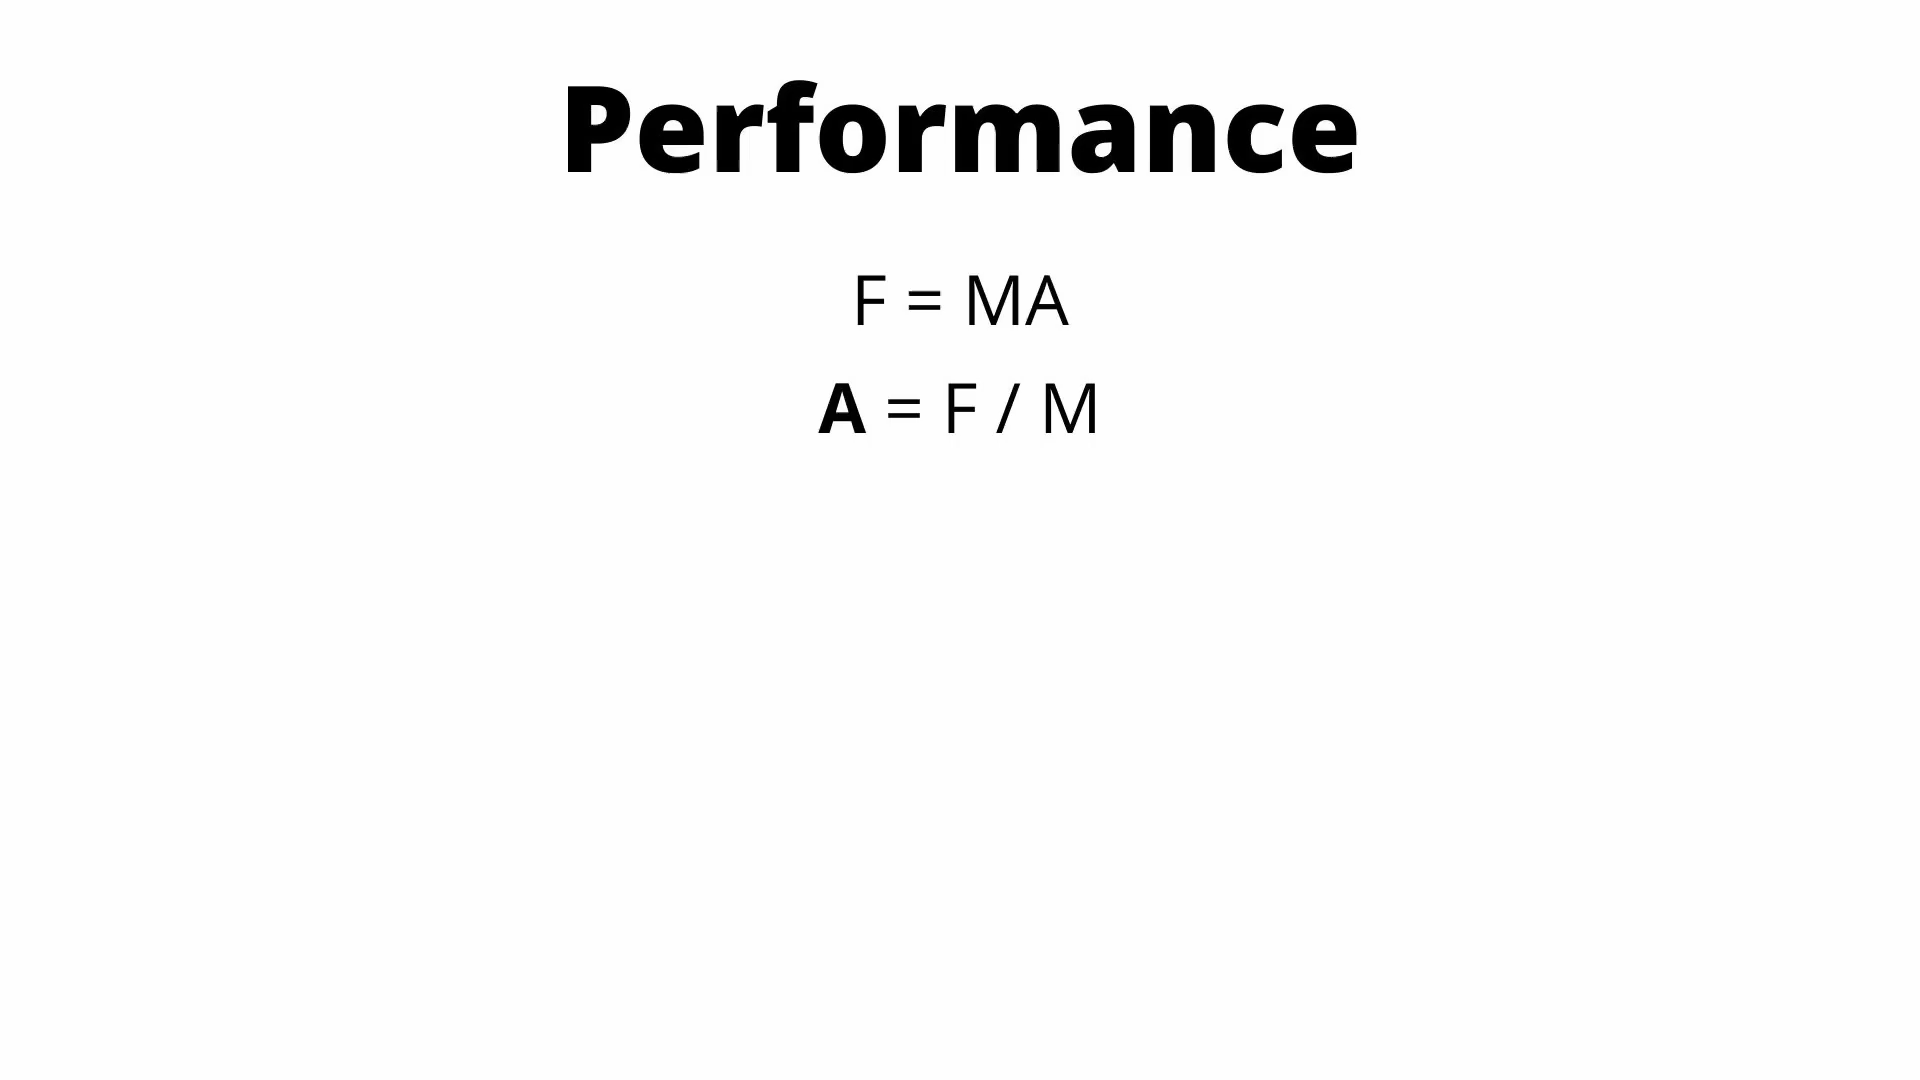 Performance
F = MA
A = F / M